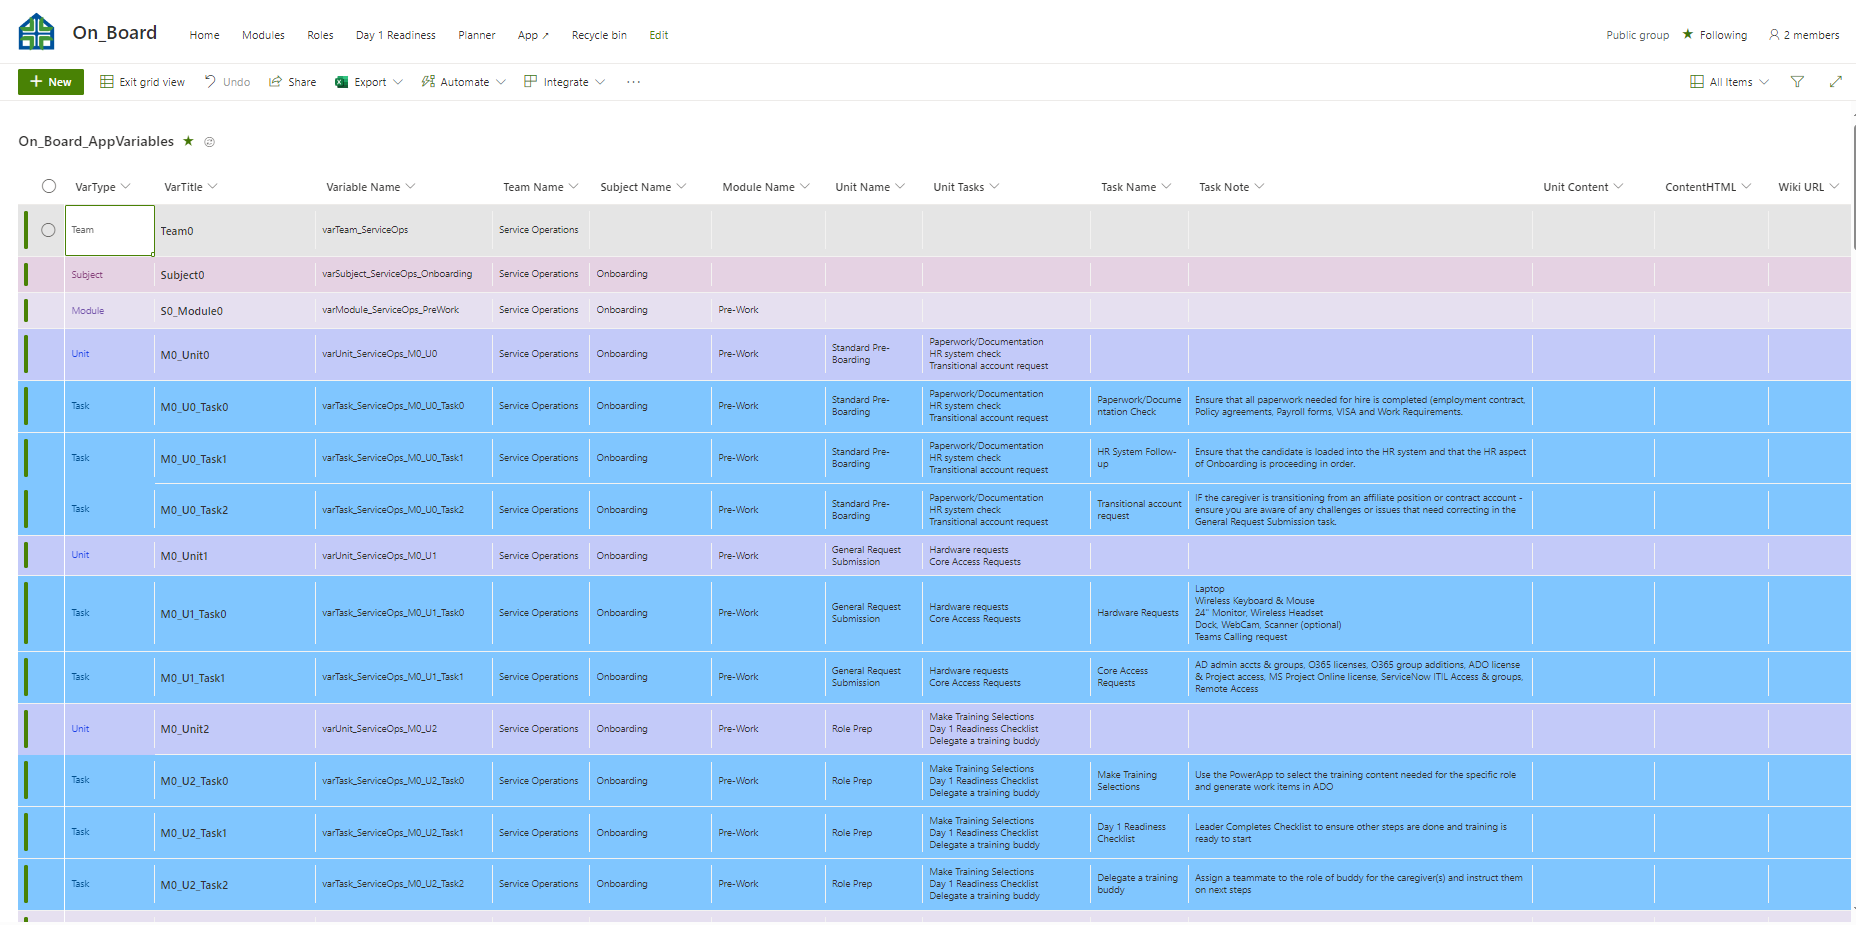 On_Board Home Modules Roles Day 1 Readiness Planner App ↗ Recycle bin Edit Public group ★ Following 2 members
+ New Exit grid view Undo Share Export Automate Integrate ... All Items
On_Board_AppVariables ★
VarType VarTitle Variable Name Team Name Subject Name Module Name Unit Name Unit Tasks Task Name Task Note Unit Content ContentHTML Wiki URL
Team Team0 varTeam_ServiceOps Service Operations
Subject Subject0 varSubject_ServiceOps_Onboarding Service Operations Onboarding
Module S0_Module0 varModule_ServiceOps_PreWork Service Operations Onboarding Pre-Work
Unit M0_Unit0 varUnit_ServiceOps_M0_U0 Service Operations Onboarding Pre-Work
Standard Pre-
Boarding
Paperwork/Documentation
HR system check
Transitional account request
Task M0_U0_Task0 varTask_ServiceOps_M0_U0_Task0 Service Operations Onboarding Pre-Work
Standard Pre-
Boarding
Paperwork/Documentation
HR system check
Transitional account request
Paperwork/Docume
ntation Check
Ensure that all paperwork needed for hire is completed (employment contract,
Policy agreements, Payroll forms, VISA and Work Requirements.
Task M0_U0_Task1 varTask_ServiceOps_M0_U0_Task1 Service Operations Onboarding Pre-Work
Standard Pre-
Boarding
Paperwork/Documentation
HR system check
Transitional account request
HR System Follow-
up
Ensure that the candidate is loaded into the HR system and that the HR aspect
of Onboarding is proceeding in order.
Task M0_U0_Task2 varTask_ServiceOps_M0_U0_Task2 Service Operations Onboarding Pre-Work
Standard Pre-
Boarding
Paperwork/Documentation
HR system check
Transitional account request
Transitional account
request
IF the caregiver is transitioning from an affiliate position or contract account -
ensure you are aware of any challenges or issues that need correcting in the
General Request Submission task.
Unit M0_Unit1 varUnit_ServiceOps_M0_U1 Service Operations Onboarding Pre-Work
General Request
Submission
Hardware requests
Core Access Requests
Task M0_U1_Task0 varTask_ServiceOps_M0_U1_Task0 Service Operations Onboarding Pre-Work
General Request
Submission
Hardware requests
Core Access Requests
Hardware Requests
Laptop
Wireless Keyboard & Mouse
24" Monitor, Wireless Headset
Dock, WebCam, Scanner (optional)
Teams Calling request
Task M0_U1_Task1 varTask_ServiceOps_M0_U1_Task1 Service Operations Onboarding Pre-Work
General Request
Submission
Hardware requests
Core Access Requests
Core Access
Requests
AD admin accts & groups, O365 licenses, O365 group additions, ADO license
& Project access, MS Project Online license, ServiceNow ITIL Access & groups,
Remote Access
Unit M0_Unit2 varUnit_ServiceOps_M0_U2 Service Operations Onboarding Pre-Work Role Prep
Make Training Selections
Day 1 Readiness Checklist
Delegate a training buddy
Task M0_U2_Task0 varTask_ServiceOps_M0_U2_Task0 Service Operations Onboarding Pre-Work Role Prep
Make Training Selections
Day 1 Readiness Checklist
Delegate a training buddy
Make Training
Selections
Use the PowerApp to select the training content needed for the specific role
and generate work items in ADO
Task M0_U2_Task1 varTask_ServiceOps_M0_U2_Task1 Service Operations Onboarding Pre-Work Role Prep
Make Training Selections
Day 1 Readiness Checklist
Delegate a training buddy
Day 1 Readiness
Checklist
Leader Completes Checklist to ensure other steps are done and training is
ready to start
Task M0_U2_Task2 varTask_ServiceOps_M0_U2_Task2 Service Operations Onboarding Pre-Work Role Prep
Make Training Selections
Day 1 Readiness Checklist
Delegate a training buddy
Delegate a training
buddy
Assign a teammate to the role of buddy for the caregiver(s) and instruct them
on next steps